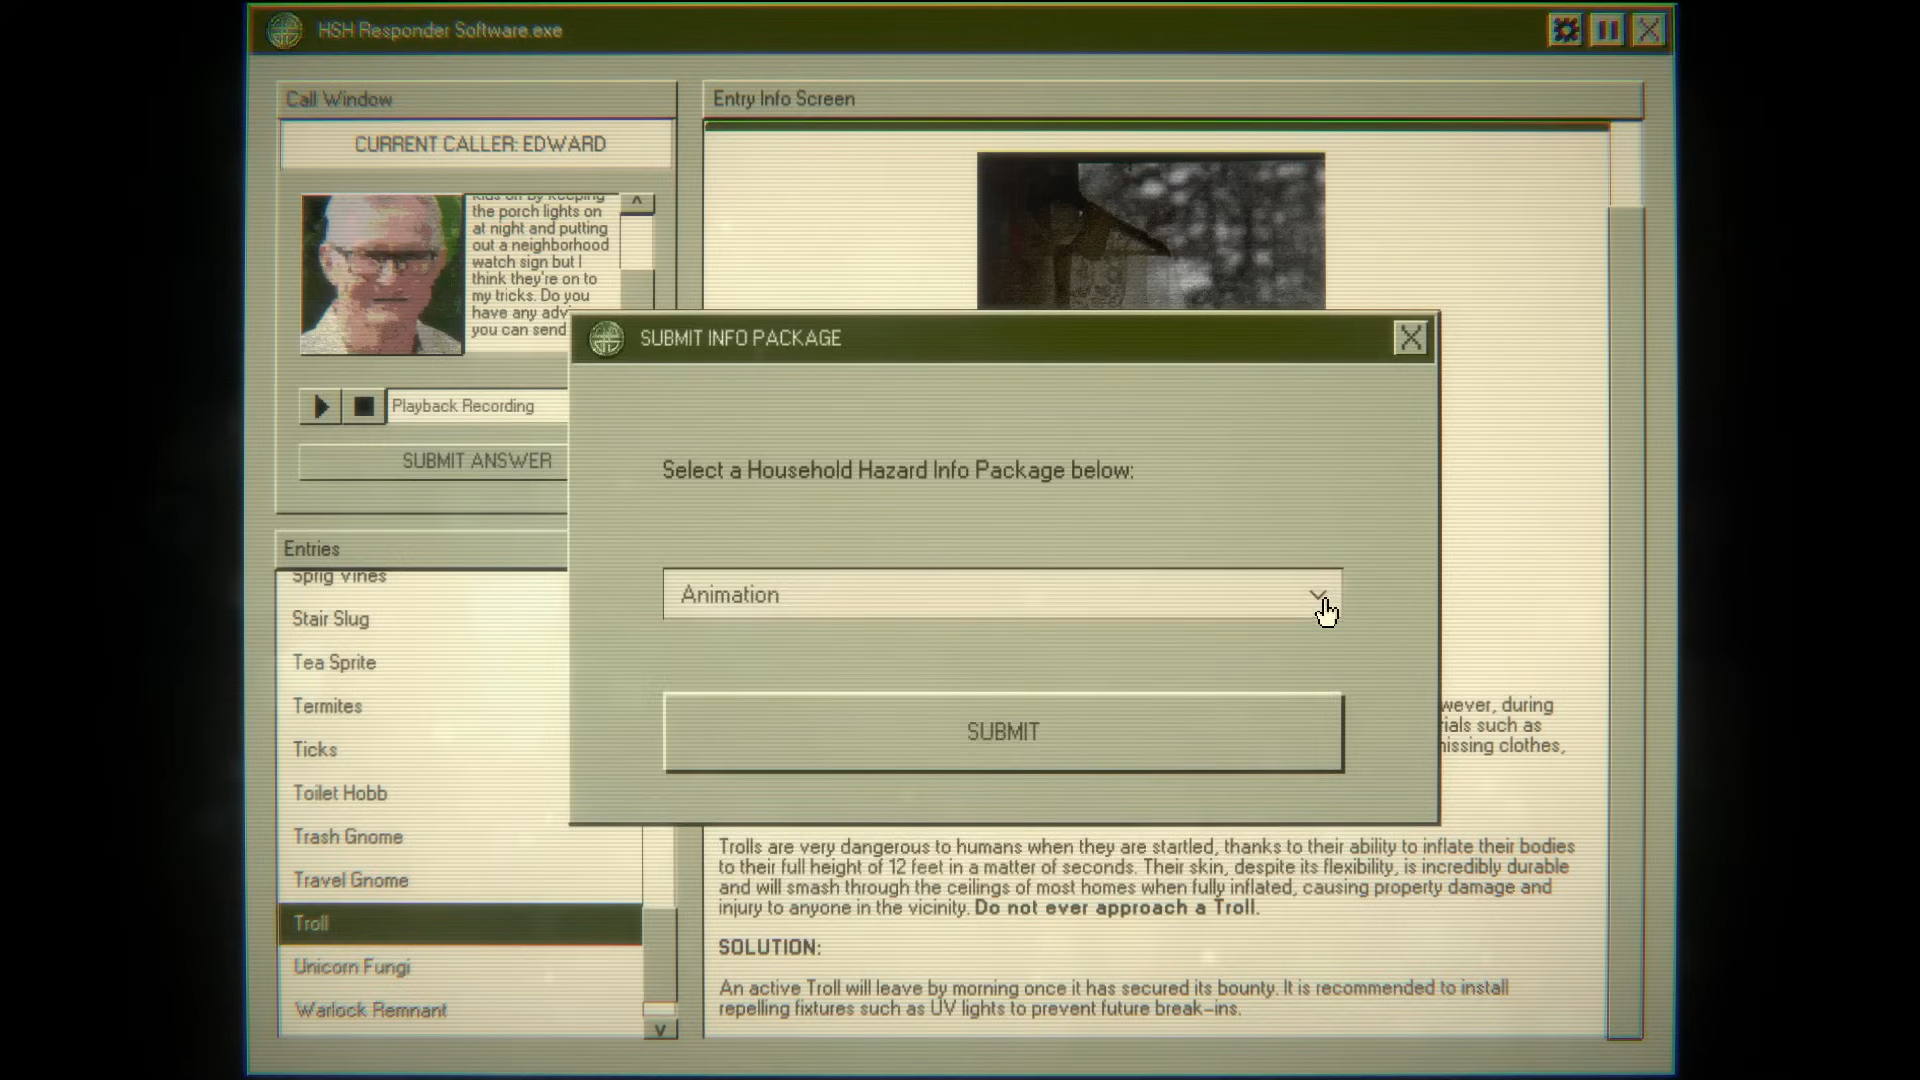 HSH Responder Software.exe
Call Window
CURRENT CALLER: EDWARD
kids off by keeping
the porch lights on
at night and putting
out a neighborhood
watch sign but I
think they're on to
my tricks. Do you
have any adv
you can send
Playback Recording
SUBMIT ANSWER
Entries
Sprig Vines
Stair Slug
Tea Sprite
Termites
Ticks
Toilet Hobb
Trash Gnome
Travel Gnome
Troll
Unicorn Fungi
Warlock Remnant
Entry Info Screen
SUBMIT INFO PACKAGE
Select a Household Hazard Info Package below:
Animation
SUBMIT
wever, during
rials such as
missing clothes,
Trolls are very dangerous to humans when they are startled, thanks to their ability to inflate their bodies
to their full height of 12 feet in a matter of seconds. Their skin, despite its flexibility, is incredibly durable
and will smash through the ceilings of most homes when fully inflated, causing property damage and
injury to anyone in the vicinity. Do not ever approach a Troll.
SOLUTION:
An active Troll will leave by morning once it has secured its bounty. It is recommended to install
repelling fixtures such as UV lights to prevent future break-ins.